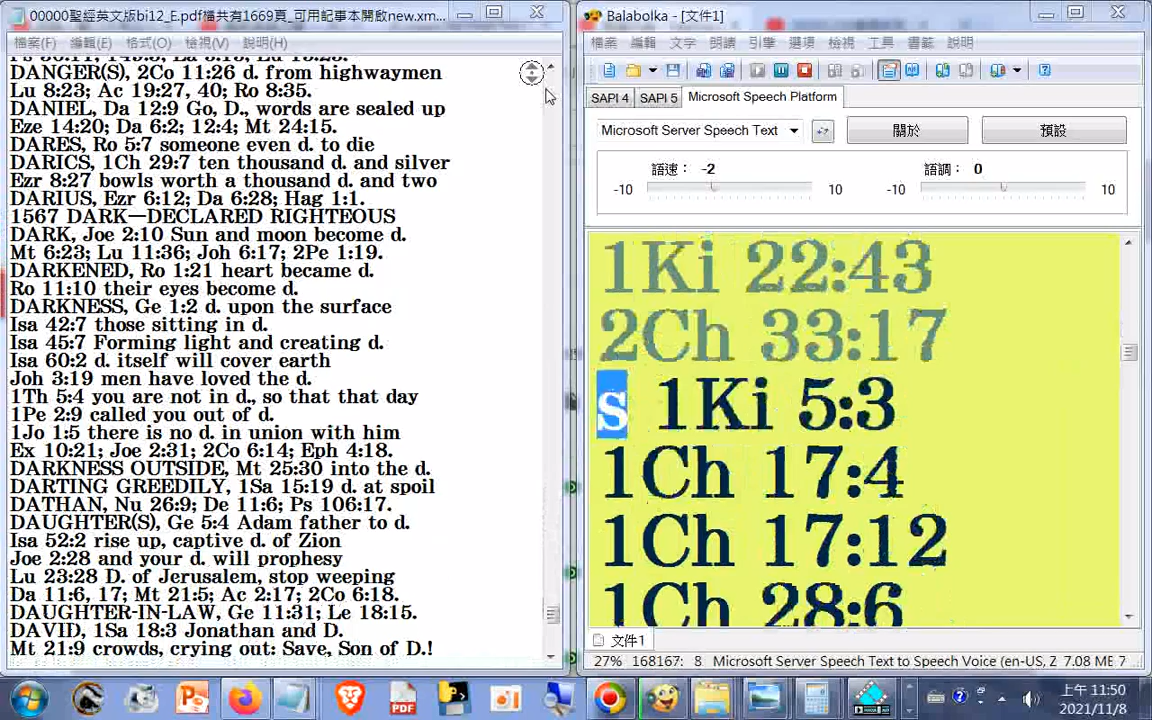 00000聖經英文版bi12_E.pdf檔共有1669頁_可用記事本開啟new.xm...
檔案(F) 編輯(E) 格式(O) 檢視(V) 說明(H)
DANGER(S), 2Co 11:26 d. from highwaymen
Lu 8:23; Ac 19:27, 40; Ro 8:35.
DANIEL, Da 12:9 Go, D., words are sealed up
Eze 14:20; Da 6:2; 12:4; Mt 24:15.
DARES, Ro 5:7 someone even d. to die
DARICS, 1Ch 29:7 ten thousand d. and silver
Ezr 8:27 bowls worth a thousand d. and two
DARIUS, Ezr 6:12; Da 6:28; Hag 1:1.
1567 DARK—DECLARED RIGHTEOUS
DARK, Joe 2:10 Sun and moon become d.
Mt 6:23; Lu 11:36; Joh 6:17; 2Pe 1:19.
DARKENED, Ro 1:21 heart became d.
Ro 11:10 their eyes become d.
DARKNESS, Ge 1:2 d. upon the surface
Isa 42:7 those sitting in d.
Isa 45:7 Forming light and creating d.
Isa 60:2 d. itself will cover earth
Joh 3:19 men have loved the d.
1Th 5:4 you are not in d., so that that day
1Pe 2:9 called you out of d.
1Jo 1:5 there is no d. in union with him
Ex 10:21; Joe 2:31; 2Co 6:14; Eph 4:18.
DARKNESS OUTSIDE, Mt 25:30 into the d.
DARTING GREEDILY, 1Sa 15:19 d. at spoil
DATHAN, Nu 26:9; De 11:6; Ps 106:17.
DAUGHTER(S), Ge 5:4 Adam father to d.
Isa 52:2 rise up, captive d. of Zion
Joe 2:28 and your d. will prophesy
Lu 23:28 D. of Jerusalem, stop weeping
Da 11:6, 17; Mt 21:5; Ac 2:17; 2Co 6:18.
DAUGHTER-IN-LAW, Ge 11:31; Le 18:15.
DAVID, 1Sa 18:3 Jonathan and D.
Mt 21:9 crowds, crying out: Save, Son of D.!
Balabolka - [文件1]
檔案 編輯 文字 朗讀 引擎 選項 檢視 工具 書籤 說明
SAPI 4 SAPI 5 Microsoft Speech Platform
Microsoft Server Speech Text 關於 預設
語速： -2 語調： 0
-10 10 -10 10
1Ki 22:43
2Ch 33:17
s 1Ki 5:3
1Ch 17:4
1Ch 17:12
1Ch 28:6
文件1
27% 168167: 8 Microsoft Server Speech Text to Speech Voice (en-US, Z 7.08 ME 7
PDF
上午 11:50
2021/11/8